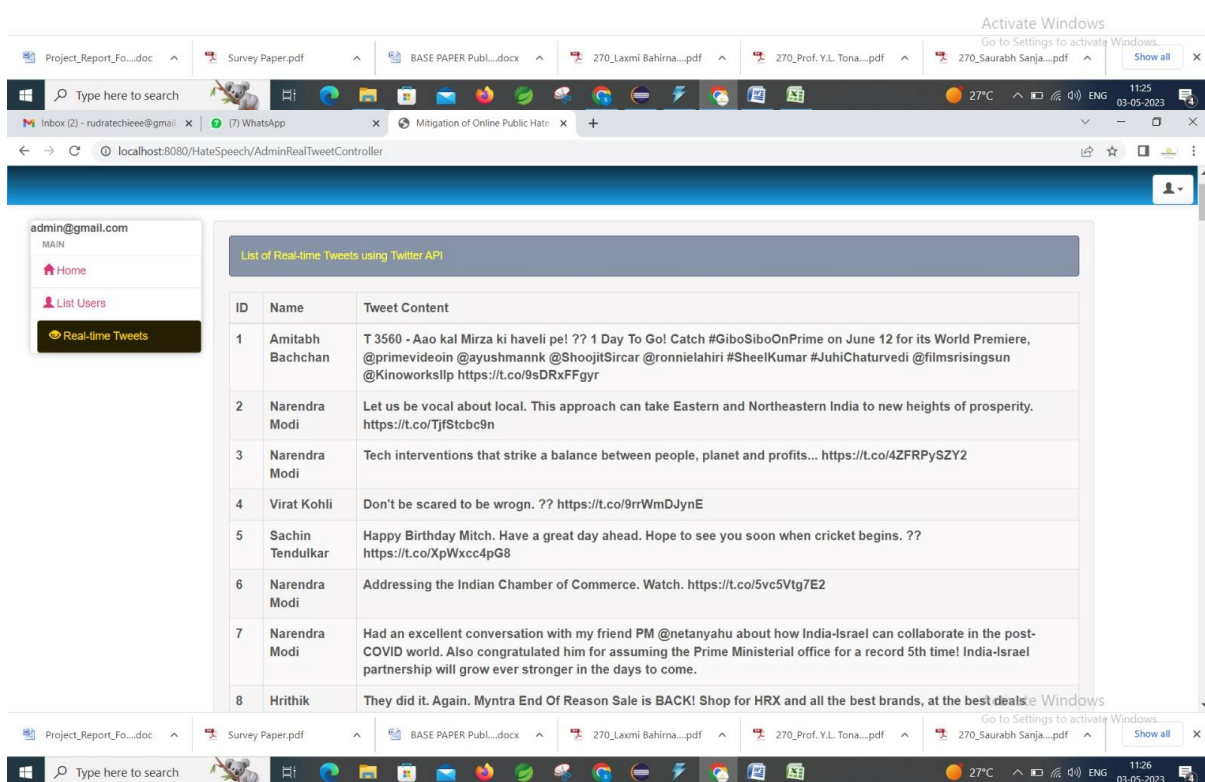 Activate Windows
Go to Settings to activate Windows.
Project_Report_Fo....doc
Survey Paper.pdf
BASE PAPER Publ....docx
270_Laxmi Bahirna....pdf
270_Prof. Y.L. Tona....pdf
270_Saurabh Sanja....pdf
Show all
Type here to search
27°C
ENG
11:25
03-05-2023
Inbox (2) - rudratechieee@gmail
(7) WhatsApp
Mitigation of Online Public Hate
localhost:8080/HateSpeech/AdminRealTweetController
admin@gmail.com
MAIN
Home
List Users
Real-time Tweets
List of Real-time Tweets using Twitter API
ID Name Tweet Content
1 Amitabh Bachchan
T 3560 - Aao kal Mirza ki haveli pe! ?? 1 Day To Go! Catch #GiboSiboOnPrime on June 12 for its World Premiere,
@primevideoin @ayushmannk @ShoojitSircar @ronnielahiri #SheelKumar #JuhiChaturvedi @filmsrisingsun
@Kinoworksllp https://t.co/9sDRxFFgyr
2 Narendra Modi
Let us be vocal about local. This approach can take Eastern and Northeastern India to new heights of prosperity.
https://t.co/TjfStcbc9n
3 Narendra Modi
Tech interventions that strike a balance between people, planet and profits... https://t.co/4ZFRPySZY2
4 Virat Kohli
Don't be scared to be wrogn. ?? https://t.co/9rrWmDJynE
5 Sachin Tendulkar
Happy Birthday Mitch. Have a great day ahead. Hope to see you soon when cricket begins. ??
https://t.co/XpWxcc4pG8
6 Narendra Modi
Addressing the Indian Chamber of Commerce. Watch. https://t.co/5vc5Vtg7E2
7 Narendra Modi
Had an excellent conversation with my friend PM @netanyahu about how India-Israel can collaborate in the post-
COVID world. Also congratulated him for assuming the Prime Ministerial office for a record 5th time! India-Israel
partnership will grow ever stronger in the days to come.
8 Hrithik
They did it. Again. Myntra End Of Reason Sale is BACK! Shop for HRX and all the best brands, at the best deals
Activate Windows
Go to Settings to activate Windows.
Project_Report_Fo....doc
Survey Paper.pdf
BASE PAPER Publ....docx
270_Laxmi Bahirna....pdf
270_Prof. Y.L. Tona....pdf
270_Saurabh Sanja....pdf
Show all
Type here to search
27°C
ENG
11:26
03-05-2023